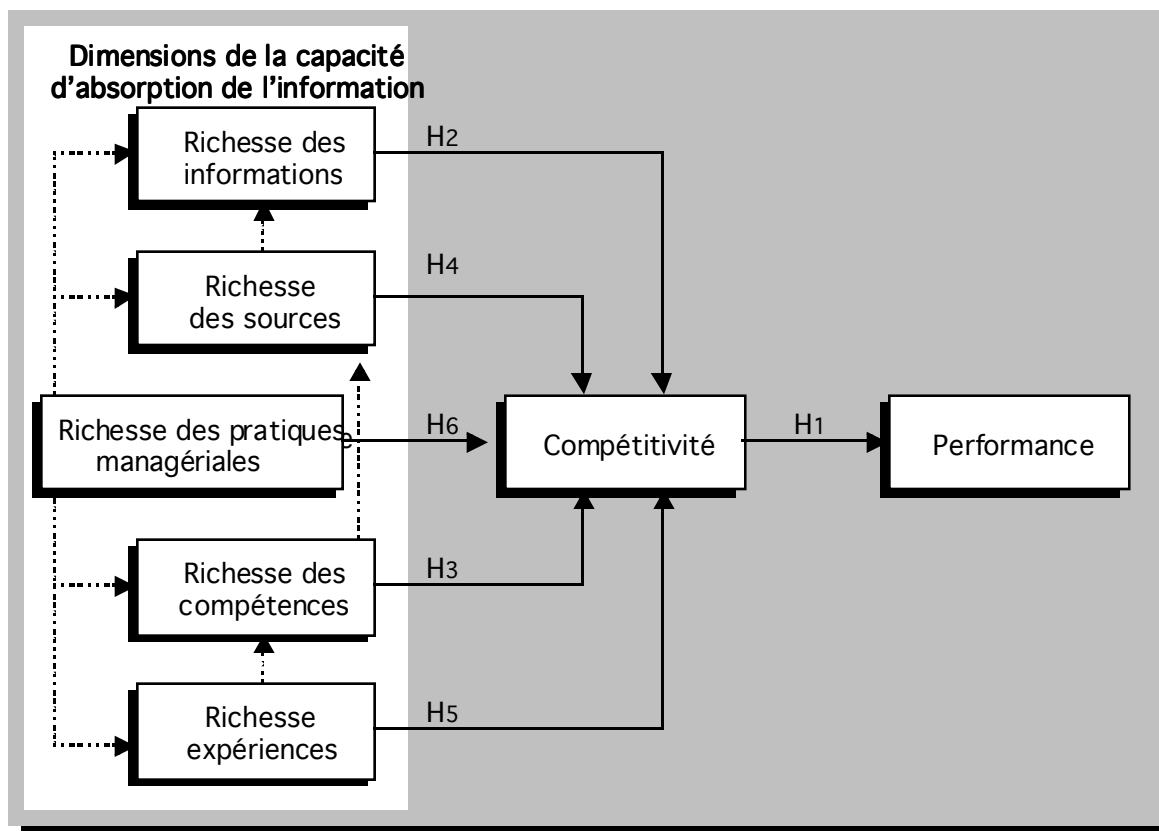 Dimensions de la capacité
d'absorption de l'information
Richesse des
informations
H2
Richesse
des sources
H4
Richesse des pratiques
managériales
H6
Compétitivité
H1
Performance
Richesse des
compétences
H3
Richesse
expériences
H5